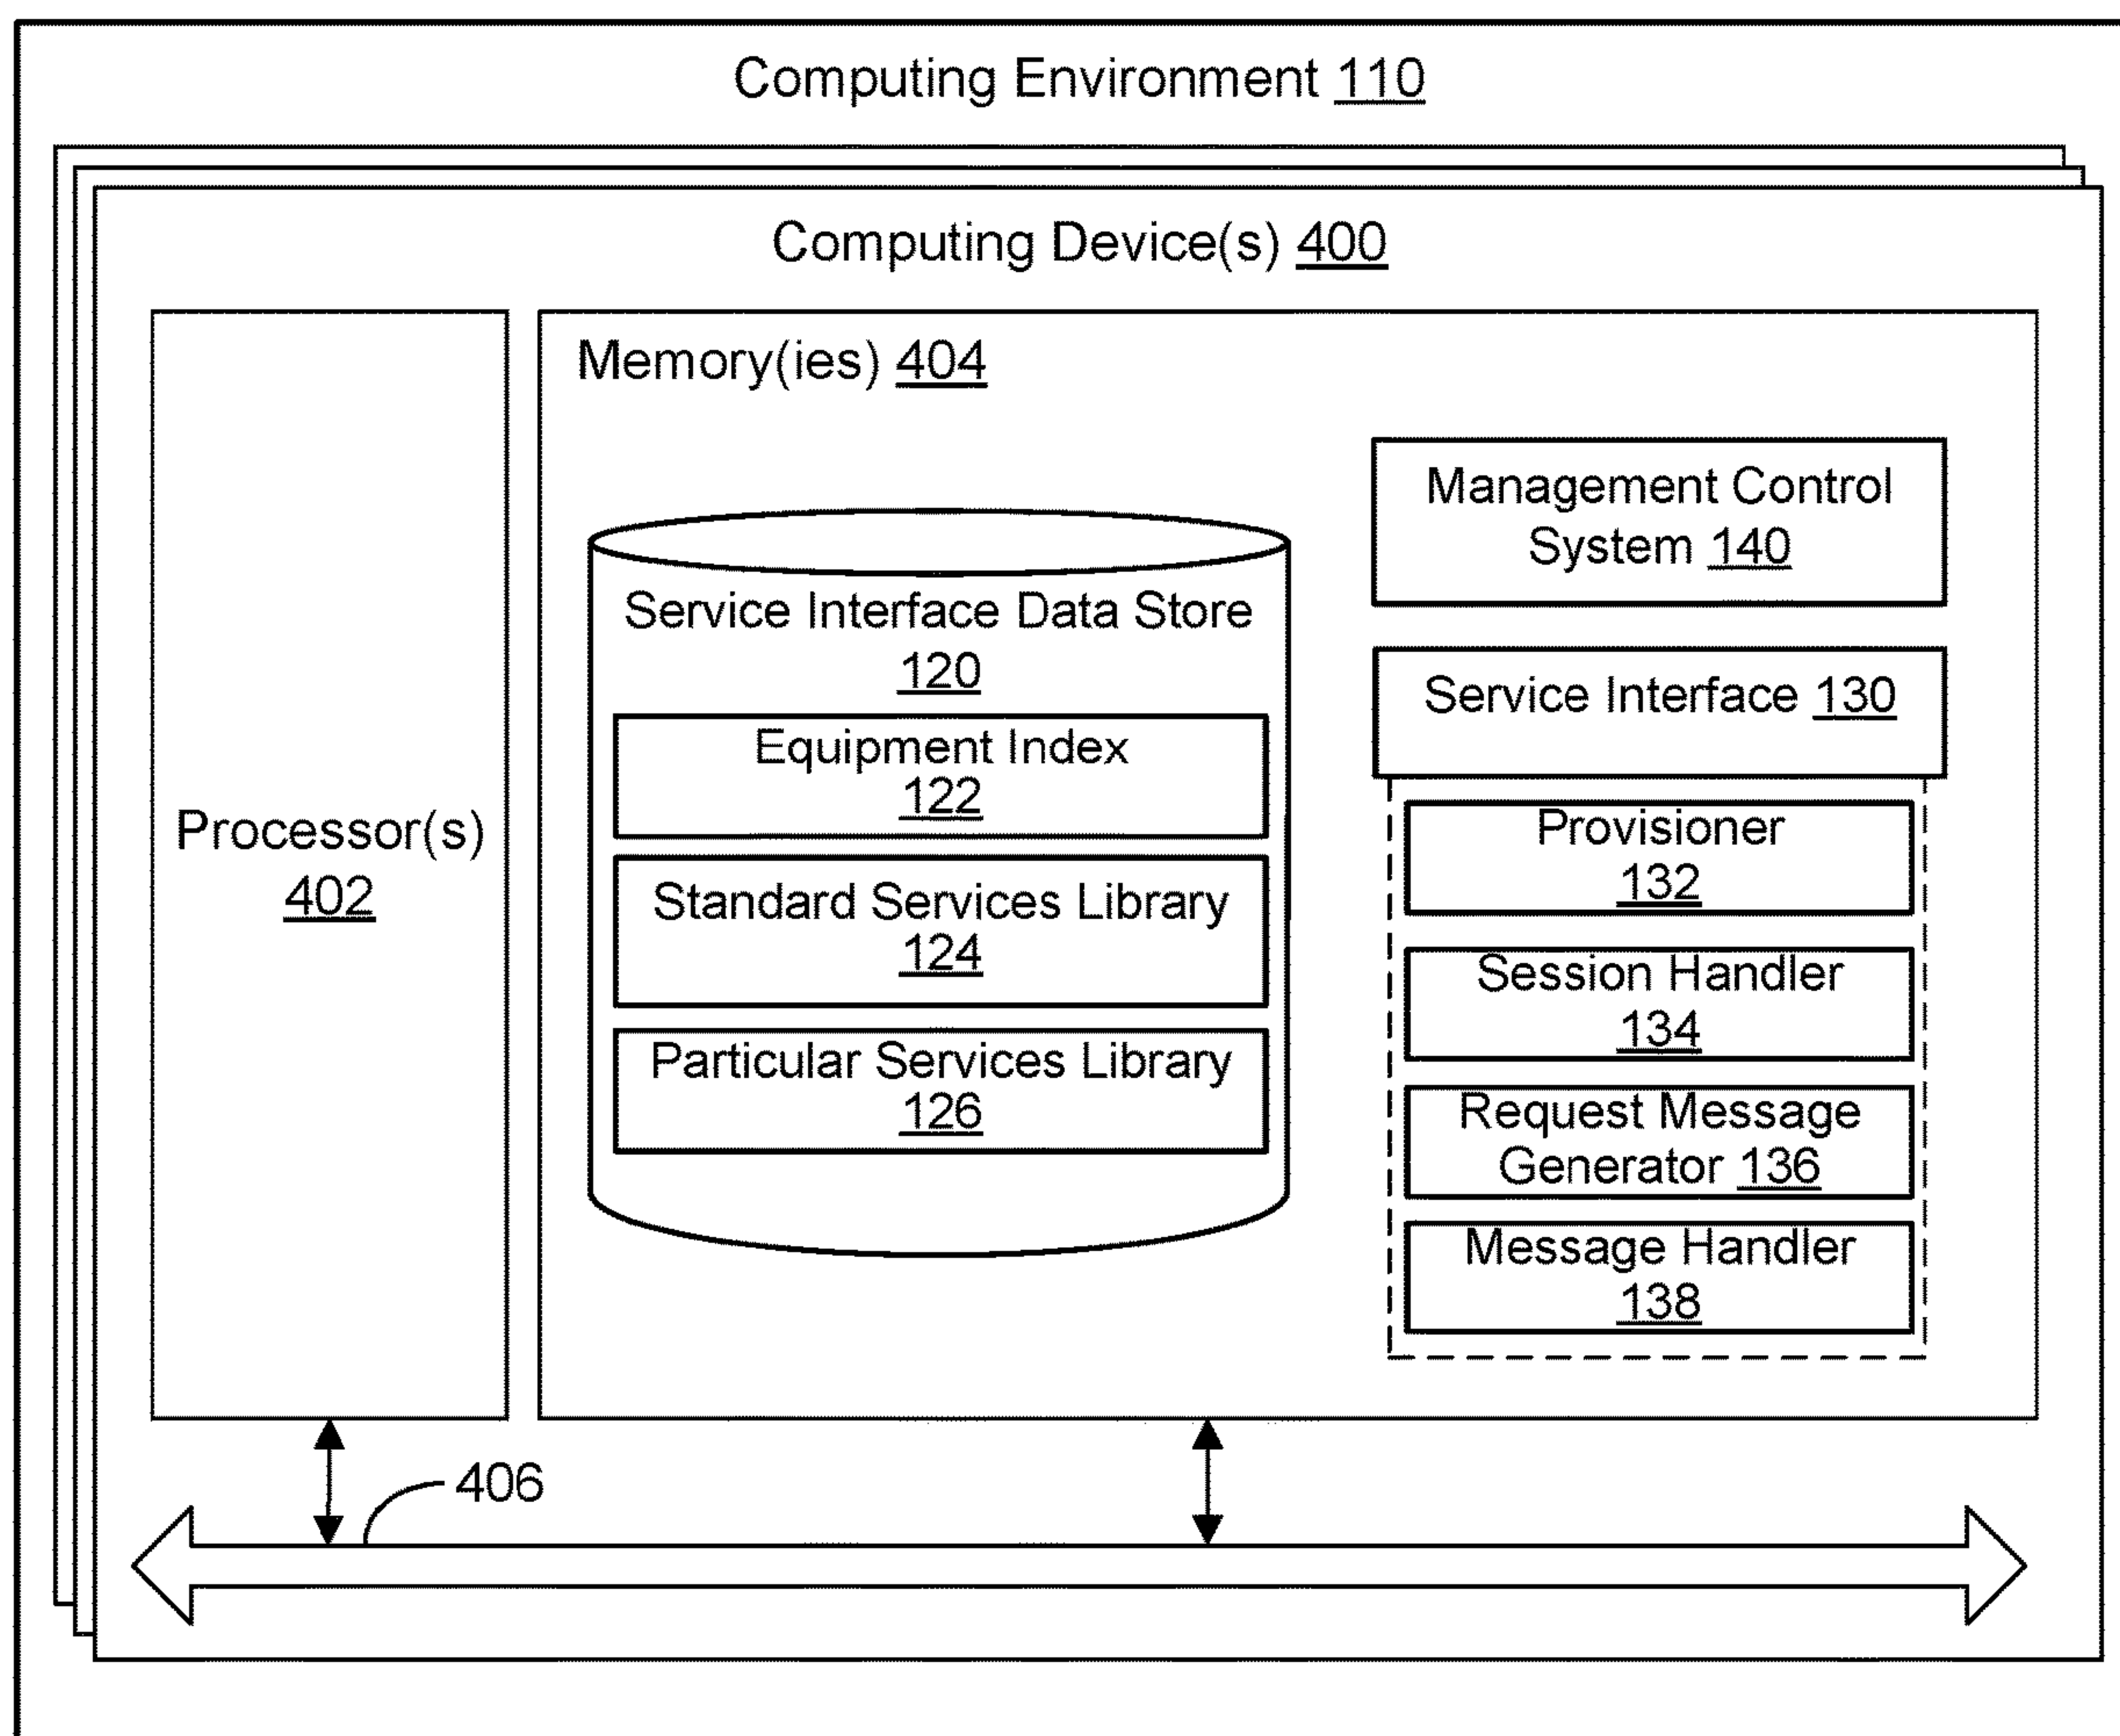 Computing Environment 110
Computing Device(s) 400
Memory(ies) 404
Processor(s)
402
Service Interface Data Store
120
Equipment Index
122
Standard Services Library
124
Particular Services Library
126
Management Control
System 140
Service Interface 130
Provisioner
132
Session Handler
134
Request Message
Generator 136
Message Handler
138
406